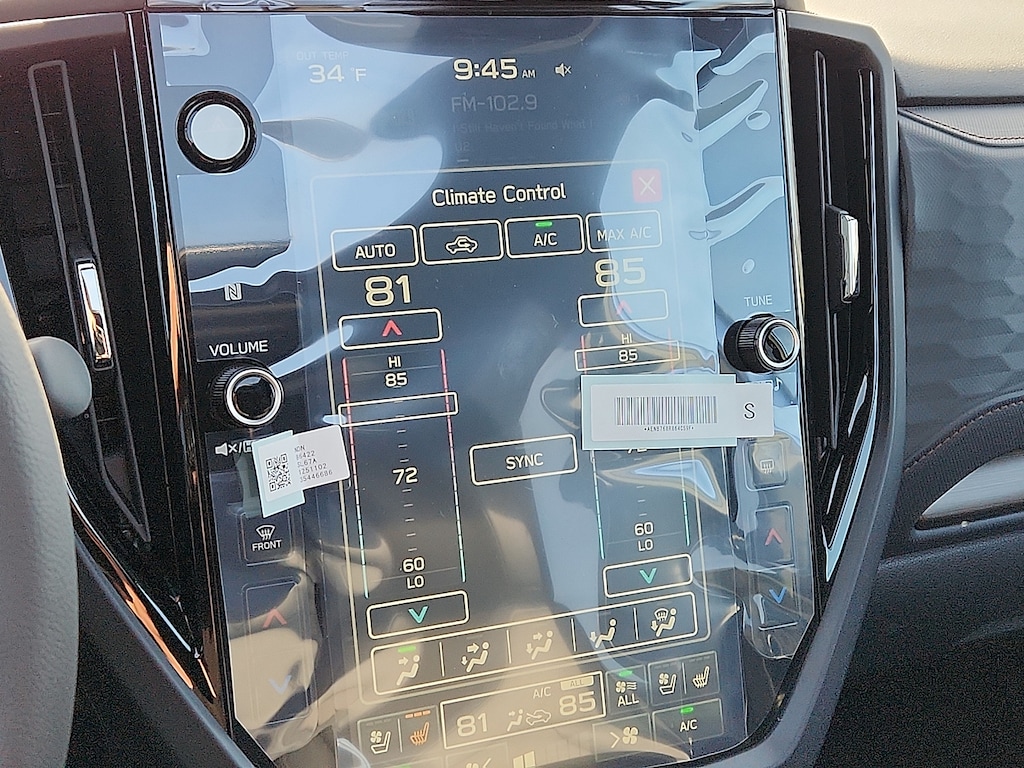 OUT TEMP
34 °F
9:45 AM
FM-102.9
U2
Climate Control
AUTO
A/C
MAX A/C
81
85
HI
85
HI
85
TUNE
VOLUME
S
SYNC
72
60
LO
60
LO
FRONT
A/C
ALL
81
85
ALL
A/C